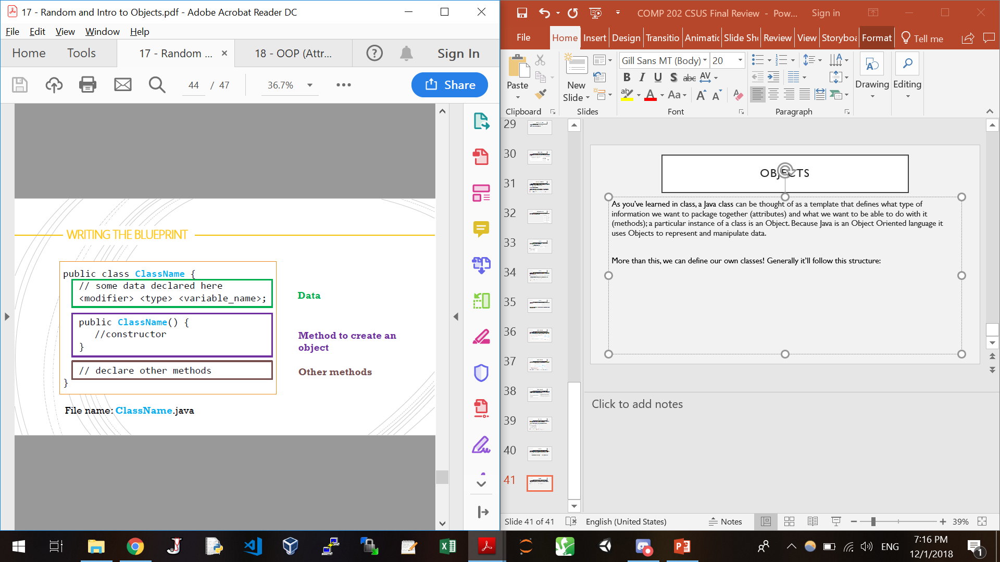 17 - Random and Intro to Objects.pdf - Adobe Acrobat Reader DC
File Edit View Window Help
Home Tools 17 - Random ... × 18 - OOP (Attr... Sign In
44 / 47 36.7% Share
WRITING THE BLUEPRINT
public class ClassName {
// some data declared here
<modifier> <type> <variable_name>;
Data
public ClassName() {
//constructor
}
Method to create an
object
// declare other methods
Other methods
}
File name: ClassName.java
COMP 202 CSUS Final Review - Pow... Sign in
File Home Insert Design Transitio Animatic Slide Sh Review View Storyboa Format Tell me
Gill Sans MT (Body) 20
Paste New Slide Drawing Editing
B I U S abc AV
aby A Aa A A
Clipboard Slides Font Paragraph
29
30
31
32
33
34
35
36
37
38
39
40
41
OBJECTS
As you've learned in class, a Java class can be thought of as a template that defines what type of
information we want to package together (attributes) and what we want to be able to do with it
(methods); a particular instance of a class is an Object. Because Java is an Object Oriented language it
uses Objects to represent and manipulate data.
More than this, we can define our own classes! Generally it'll follow this structure:
Click to add notes
Slide 41 of 41 English (United States) Notes 39%
ENG
7:16 PM
12/1/2018
1